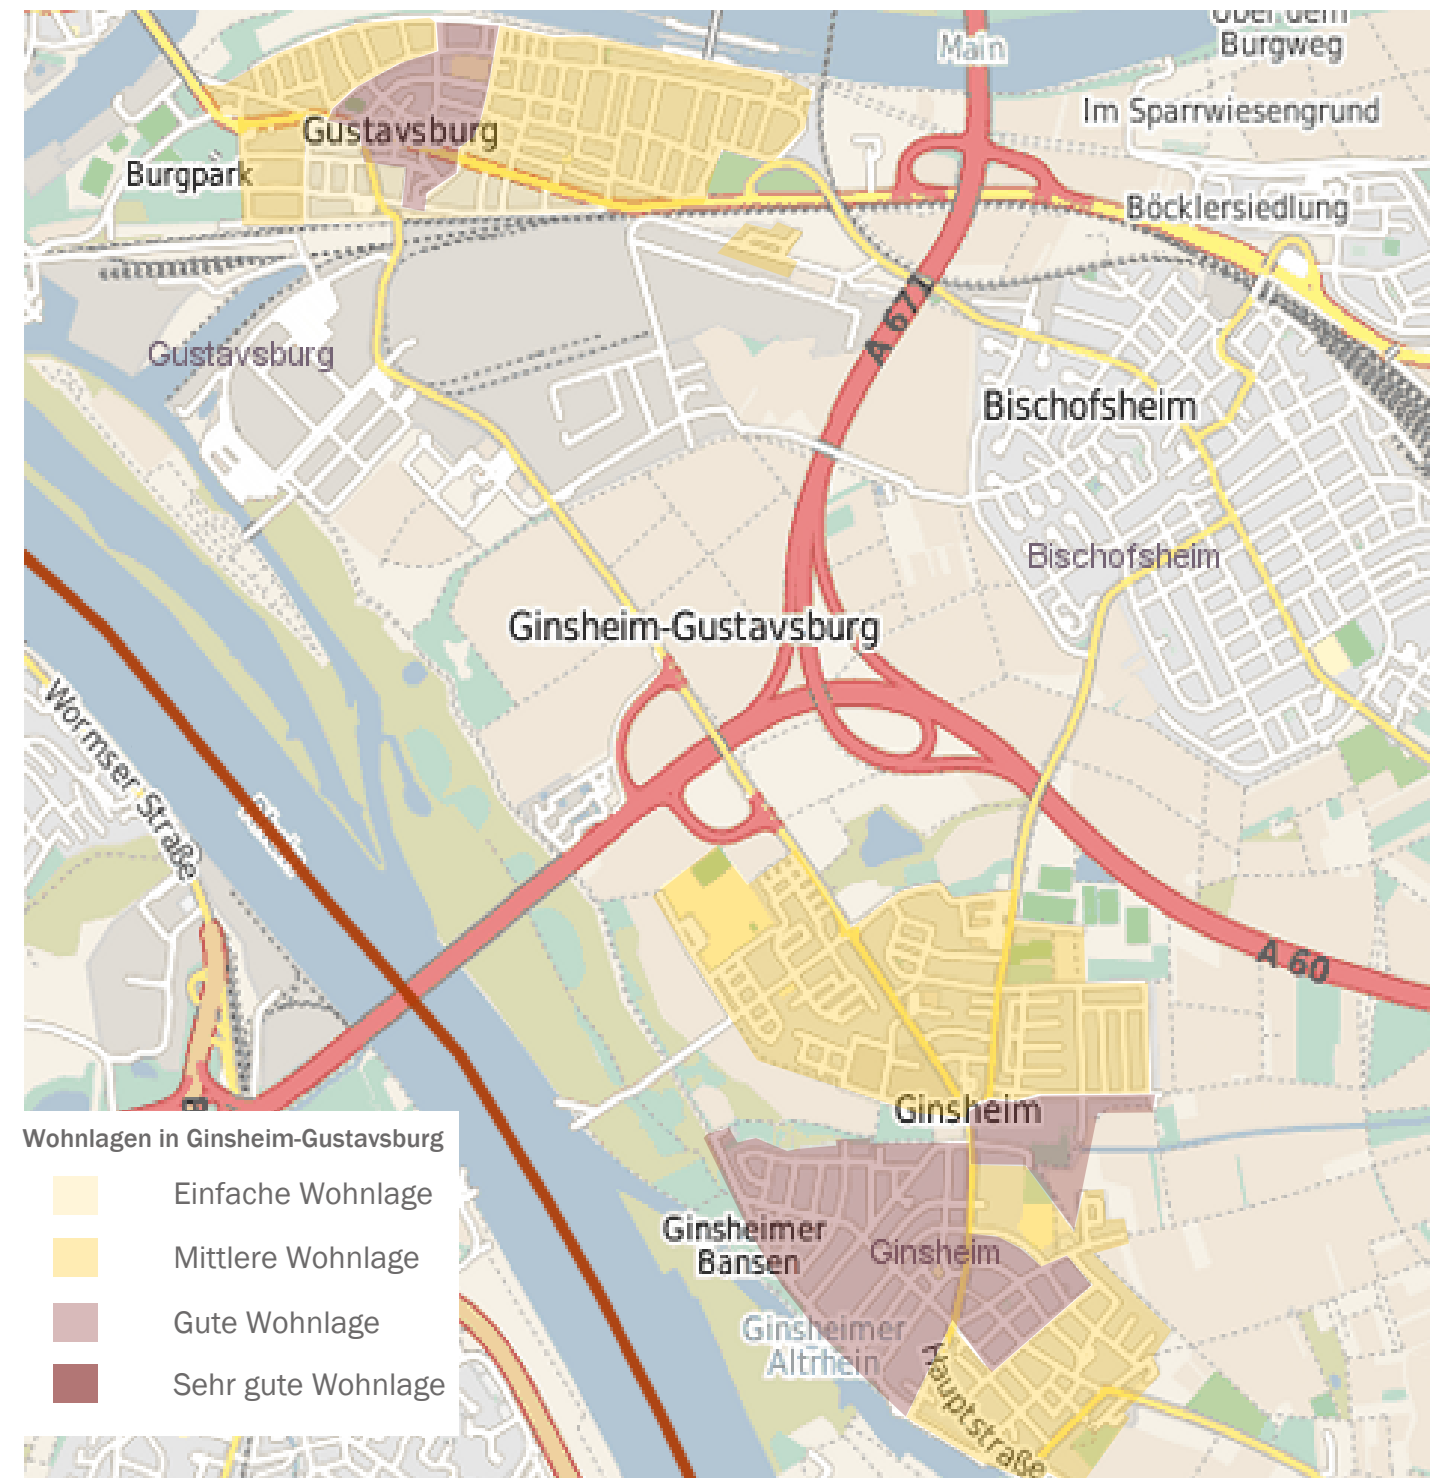 Über dem
Burgweg
Main
Im Sparrwiesengrund
Gustavsburg
Burgpark
Böcklersiedlung
A 671
Gustavsburg
Bischofsheim
Bischofsheim
Ginsheim-Gustavsburg
Wormser Straße
A 60
B
Ginsheim
Ginsheimer
Bansen
Ginsheim
Ginsheimer
Altrhein
Hauptstraße
Wohnlagen in Ginsheim-Gustavsburg
Einfache Wohnlage
Mittlere Wohnlage
Gute Wohnlage
Sehr gute Wohnlage